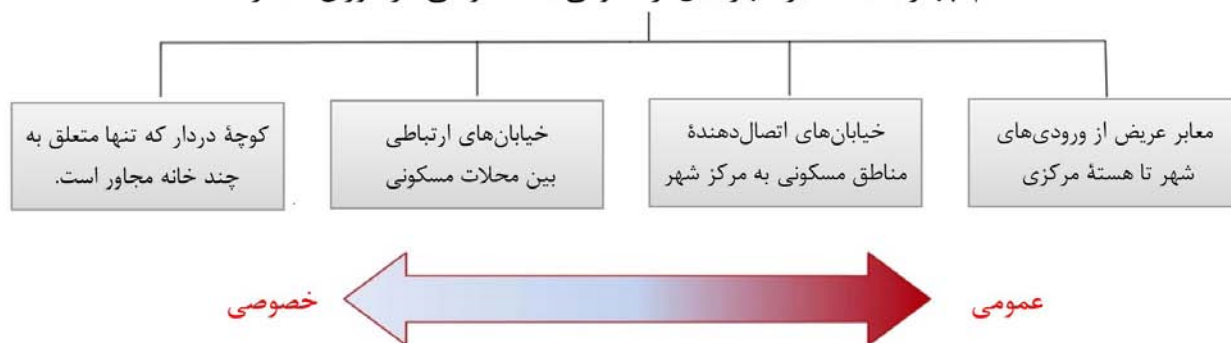 معابر عریض از ورودی‌های
شهر تا هستهٔ مرکزی
خیابان‌های اتصال‌دهندهٔ
مناطق مسکونی به مرکز شهر
خیابان‌های ارتباطی
بین محلات مسکونی
کوچهٔ دردار که تنها متعلق به
چند خانه مجاور است.
عمومی
خصوصی